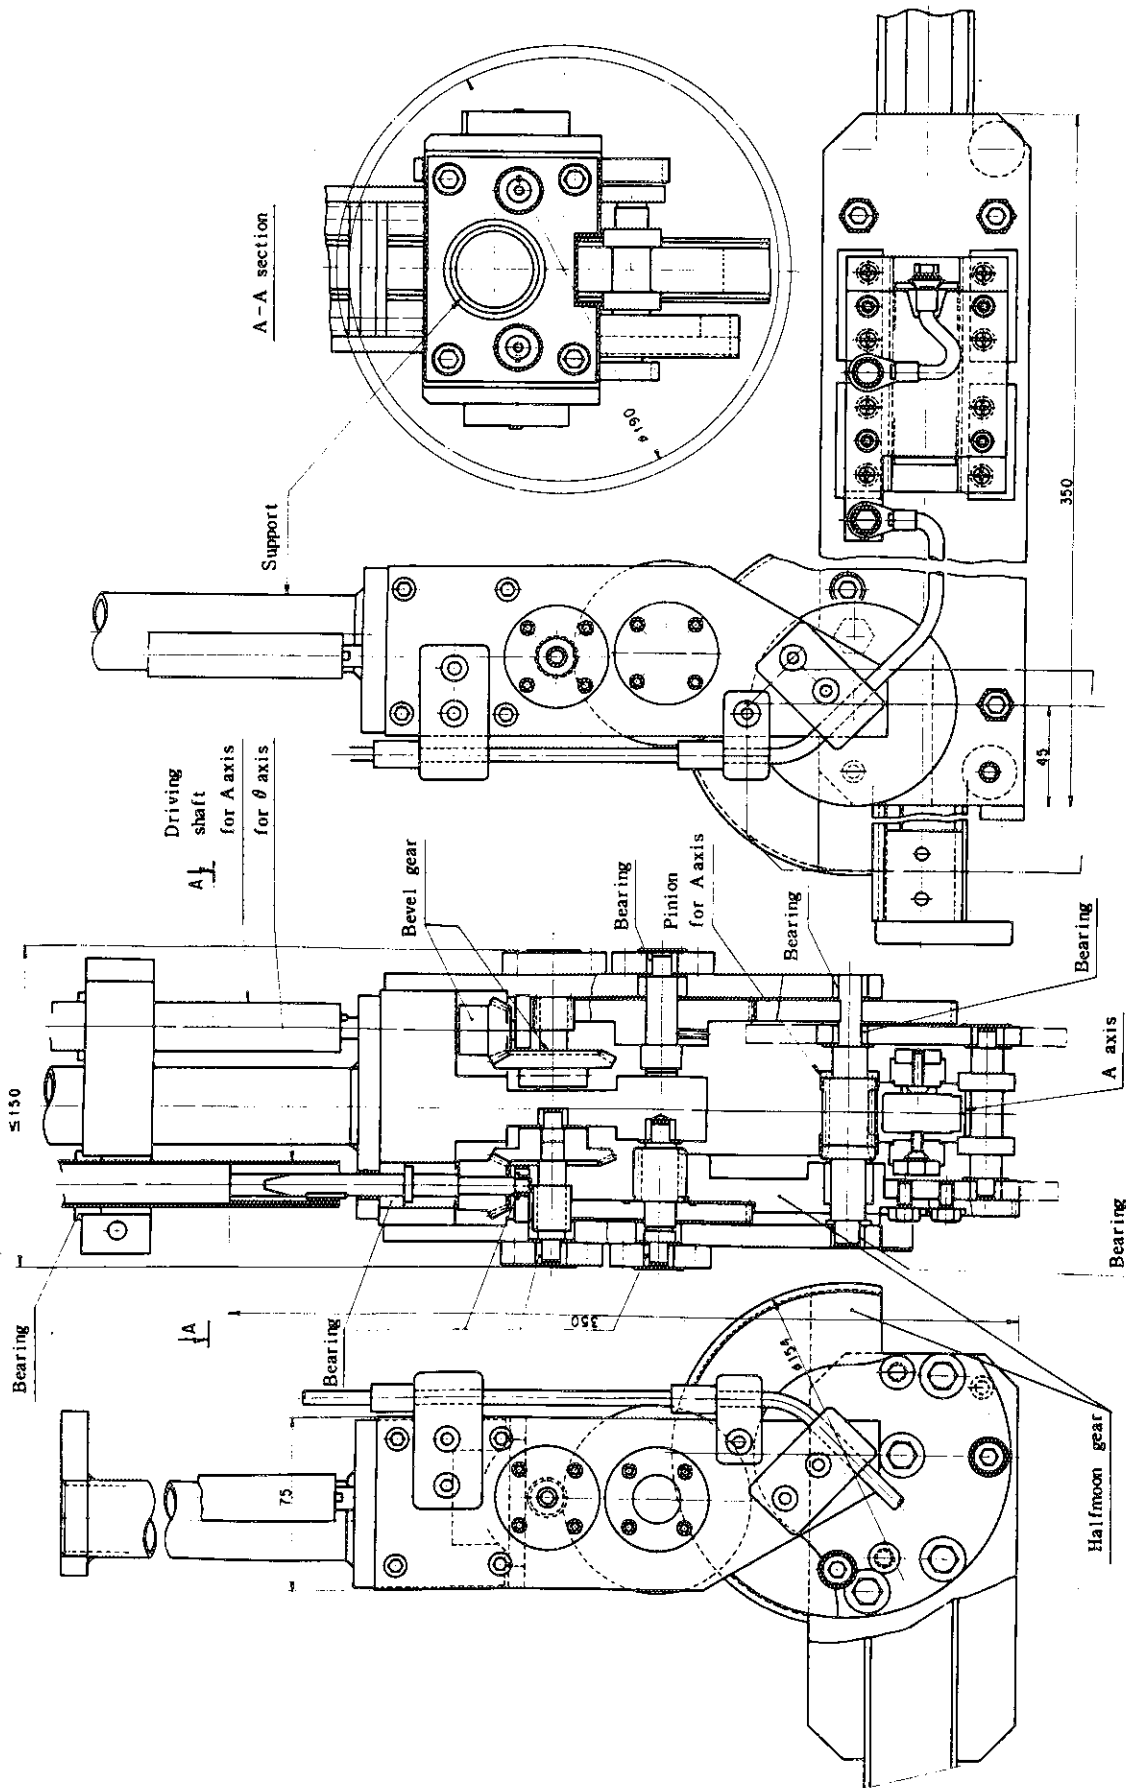 A-A section
ø190
Support
350
45
Driving
shaft
for A axis
for θ axis
A
Bevel gear
Bearing
Pinion
for A axis
Bearing
Bearing
A axis
≤150
Bearing
A
Bearing
350
Bearing
75
ø154
Halfmoon gear